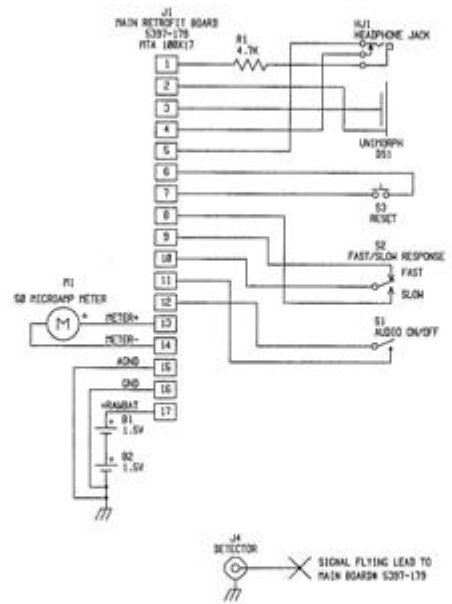 J1
MAIN RETROFIT BOARD
5397-179
MTA 100X17
R1
4.7K
HJ1
HEADPHONE JACK
1
2
3
4
5
6
7
8
9
10
11
12
13
14
15
16
17
UNIMORPH
DS1
S3
RESET
S2
FAST/SLOW RESPONSE
FAST
SLOW
S1
AUDIO ON/OFF
M1
50 MICROAMP METER
M
+
METER+
METER-
AGND
GND
+RAWBAT
+ B1
1.5V
+ B2
1.5V
J4
DETECTOR
SIGNAL FLYING LEAD TO
MAIN BOARD# 5397-179